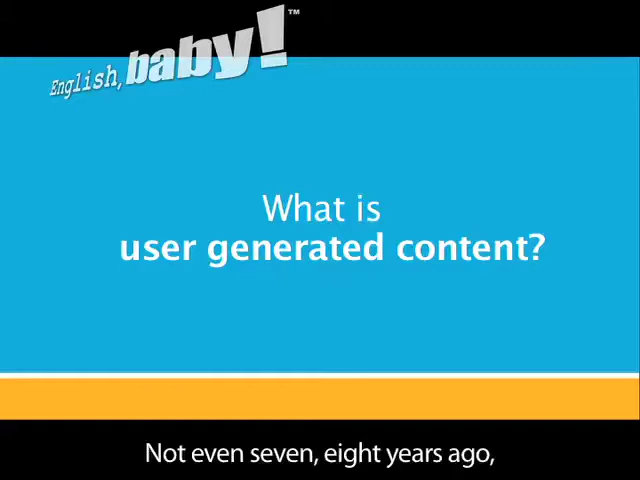 English, baby!™
What is
user generated content?
Not even seven, eight years ago,